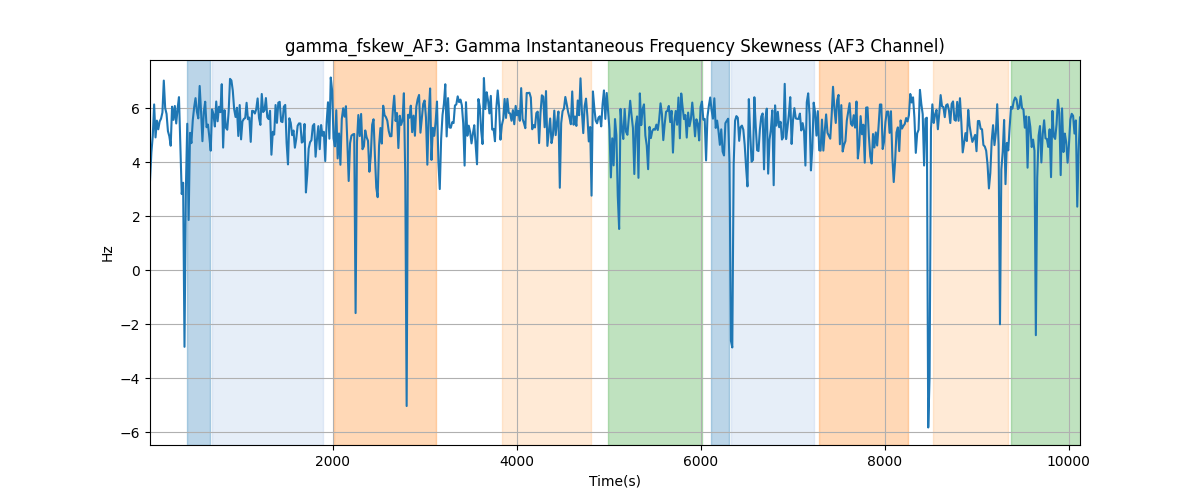 gamma_fskew_AF3: Gamma Instantaneous Frequency Skewness (AF3 Channel)
6
4
2
0
−2
−4
−6
Hz
2000 4000 6000 8000 10000
Time(s)